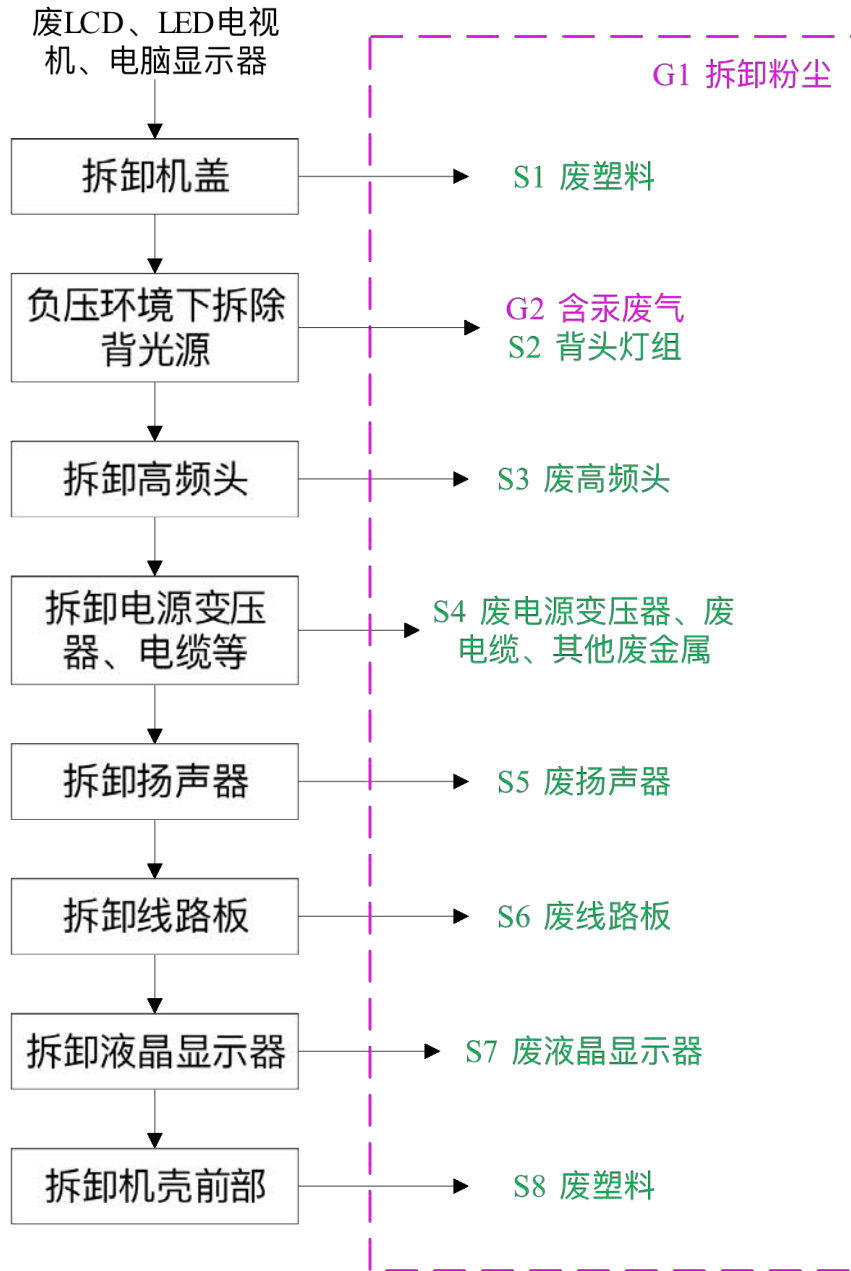 废LCD、LED电视
机、电脑显示器
G1 拆卸粉尘
拆卸机盖
S1 废塑料
负压环境下拆除
背光源
G2 含汞废气
S2 背头灯组
拆卸高频头
S3 废高频头
拆卸电源变压
器、电缆等
S4 废电源变压器、废
电缆、其他废金属
拆卸扬声器
S5 废扬声器
拆卸线路板
S6 废线路板
拆卸液晶显示器
S7 废液晶显示器
拆卸机壳前部
S8 废塑料